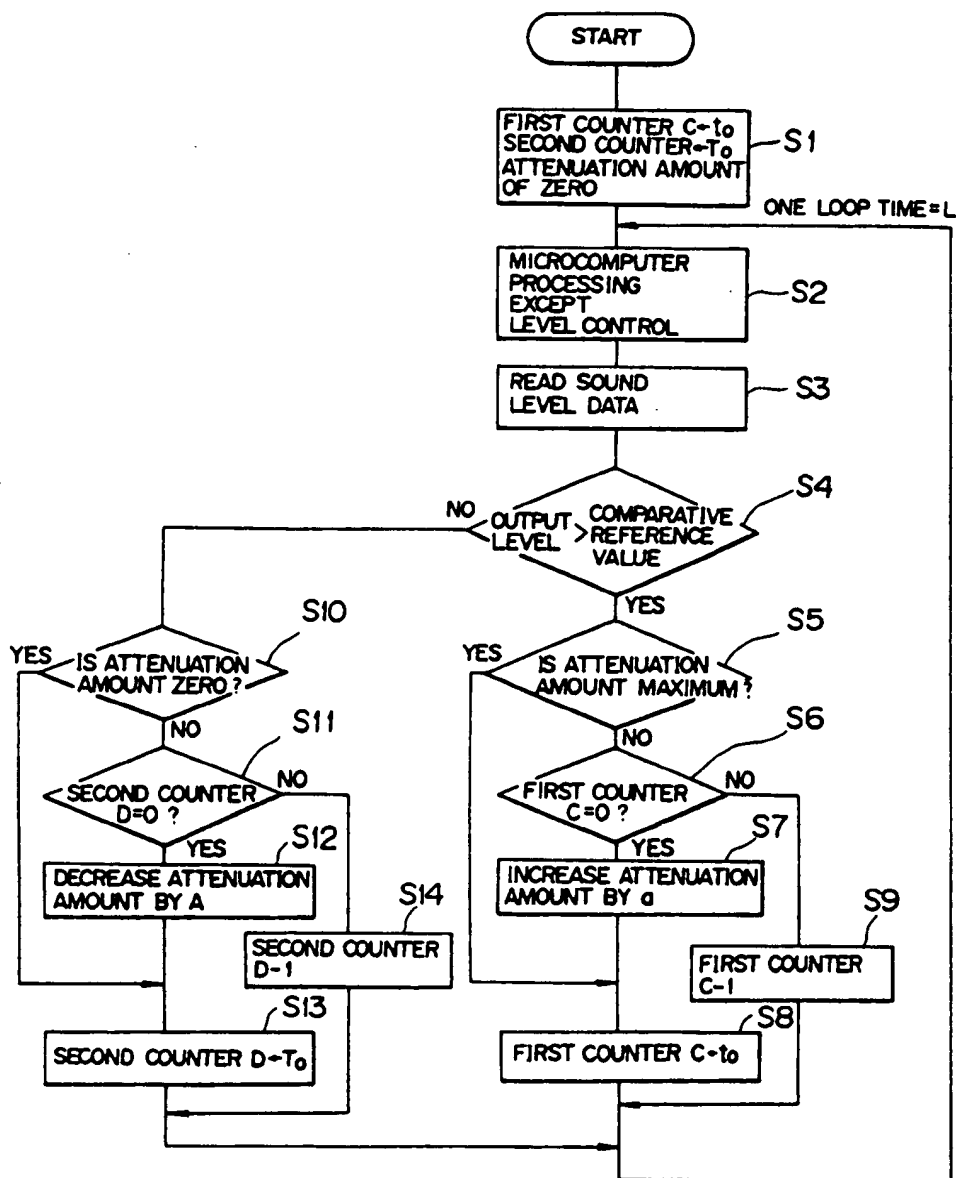 START
FIRST COUNTER C←to
SECOND COUNTER←To
ATTENUATION AMOUNT
OF ZERO
S1
ONE LOOP TIME=L
MICROCOMPUTER
PROCESSING
EXCEPT
LEVEL CONTROL
S2
READ SOUND
LEVEL DATA
S3
S4
NO
OUTPUT
LEVEL
>
COMPARATIVE
REFERENCE
VALUE
YES
S10
YES
IS ATTENUATION
AMOUNT ZERO?
NO
S5
YES
IS ATTENUATION
AMOUNT MAXIMUM?
NO
S11
SECOND COUNTER
D=0?
NO
YES
S6
FIRST COUNTER
C=0?
NO
YES
S12
DECREASE ATTENUATION
AMOUNT BY A
S7
INCREASE ATTENUATION
AMOUNT BY a
S14
SECOND COUNTER
D-1
S9
FIRST COUNTER
C-1
S13
SECOND COUNTER D←To
S8
FIRST COUNTER C←to